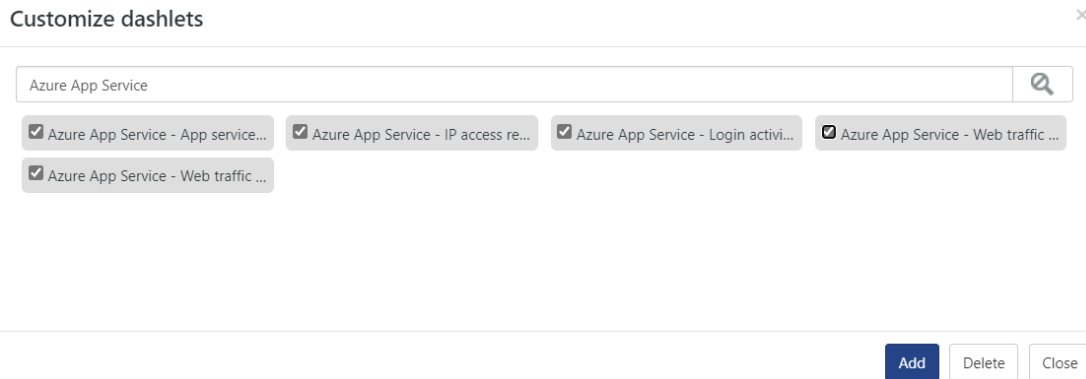 Customize dashlets
Azure App Service
Azure App Service - App service...
Azure App Service - IP access re...
Azure App Service - Login activi...
Azure App Service - Web traffic ...
Azure App Service - Web traffic ...
Add
Delete
Close